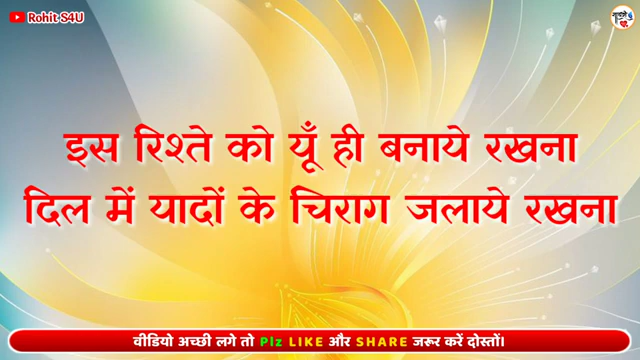 Rohit S4U
इस रिश्ते को यूँ ही बनाये रखना
दिल में यादों के चिराग जलाये रखना
वीडियो अच्छी लगे तो Plz LIKE और SHARE जरूर करें दोस्तों।